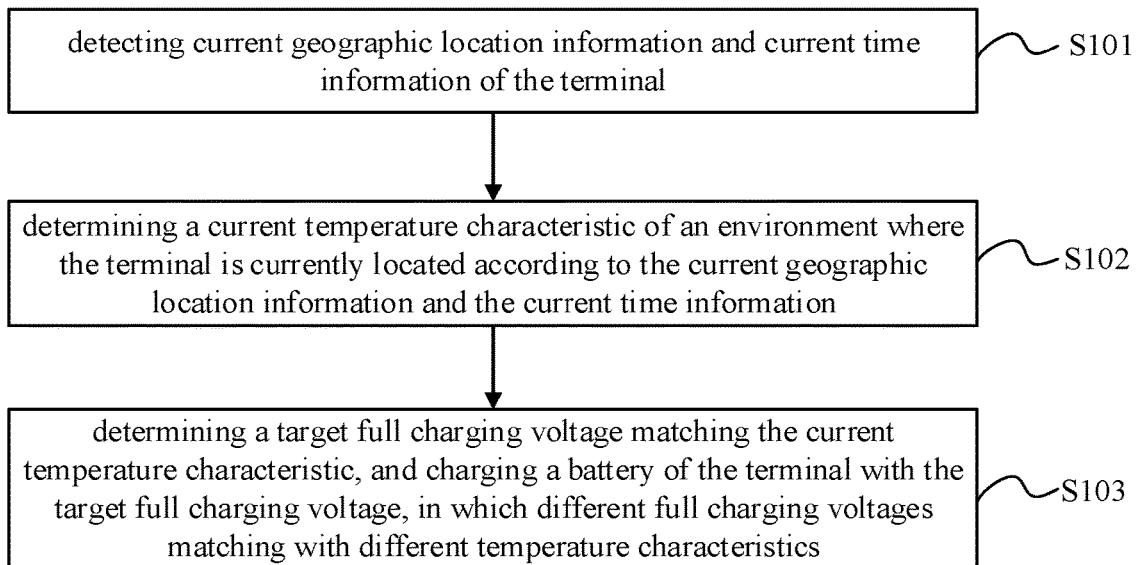 detecting current geographic location information and current time
information of the terminal
S101
determining a current temperature characteristic of an environment where
the terminal is currently located according to the current geographic
location information and the current time information
S102
determining a target full charging voltage matching the current
temperature characteristic, and charging a battery of the terminal with the
target full charging voltage, in which different full charging voltages
matching with different temperature characteristics
S103